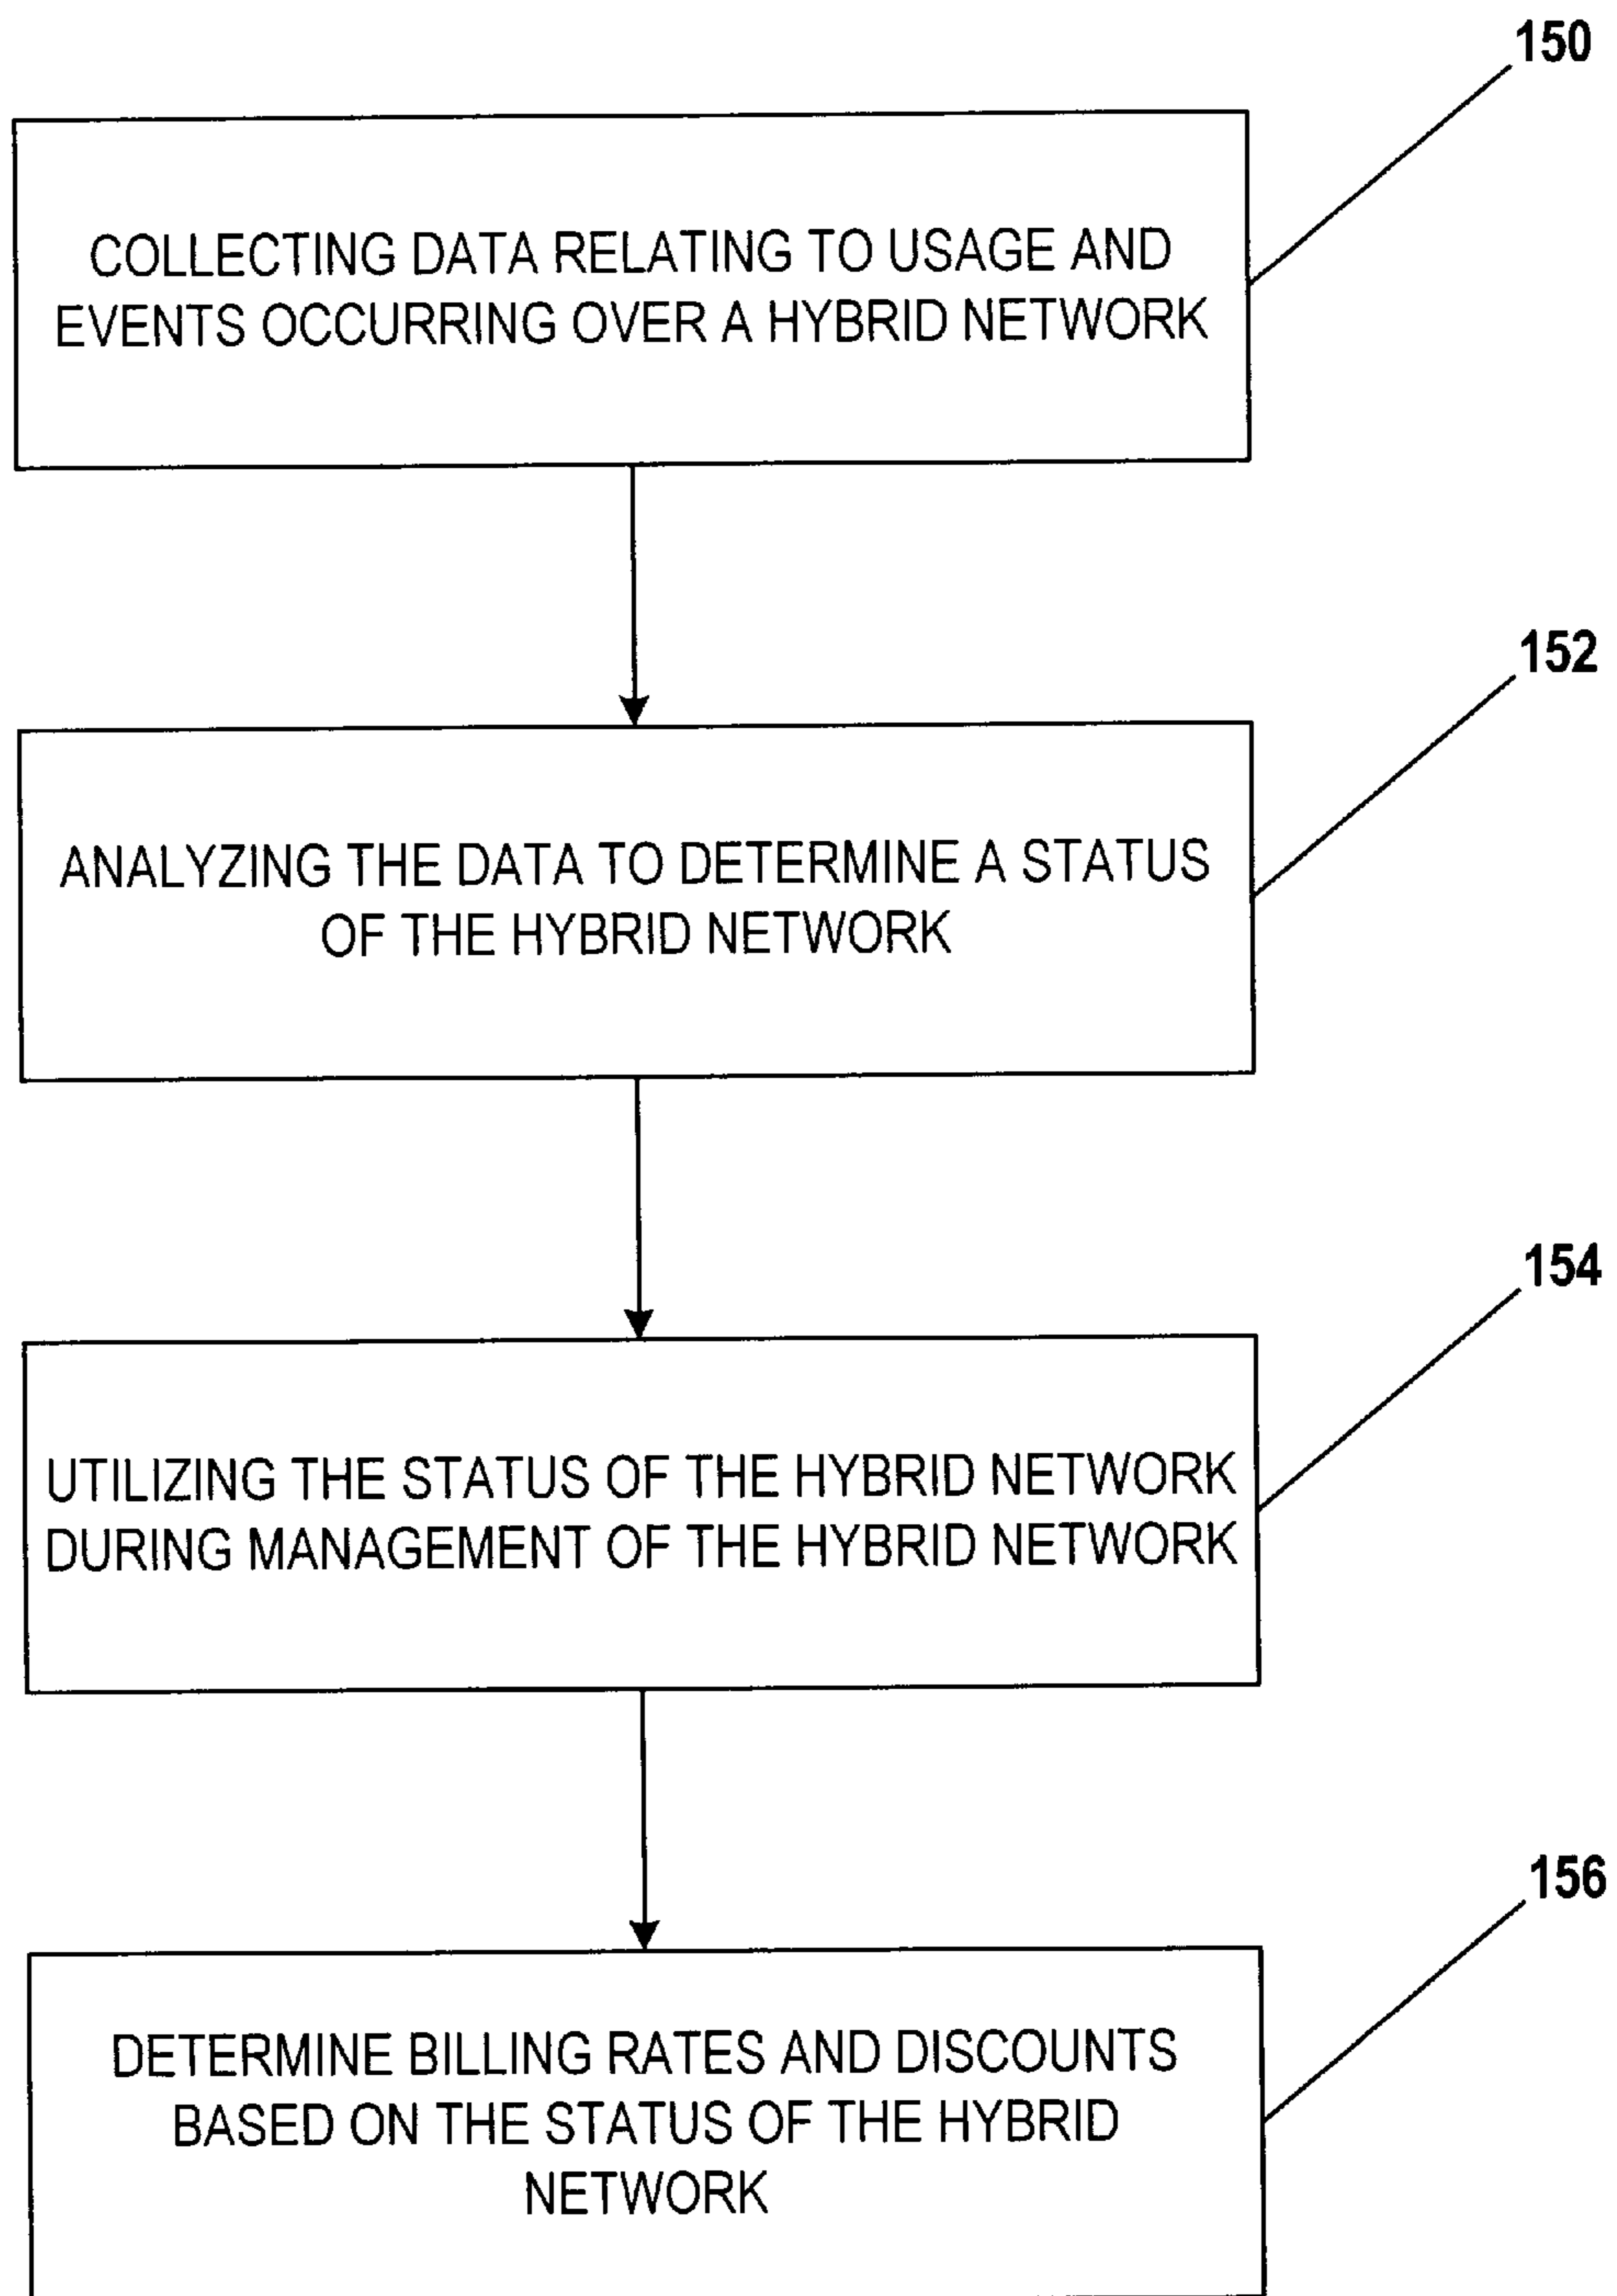 150
COLLECTING DATA RELATING TO USAGE AND
EVENTS OCCURRING OVER A HYBRID NETWORK
152
ANALYZING THE DATA TO DETERMINE A STATUS
OF THE HYBRID NETWORK
154
UTILIZING THE STATUS OF THE HYBRID NETWORK
DURING MANAGEMENT OF THE HYBRID NETWORK
156
DETERMINE BILLING RATES AND DISCOUNTS
BASED ON THE STATUS OF THE HYBRID
NETWORK